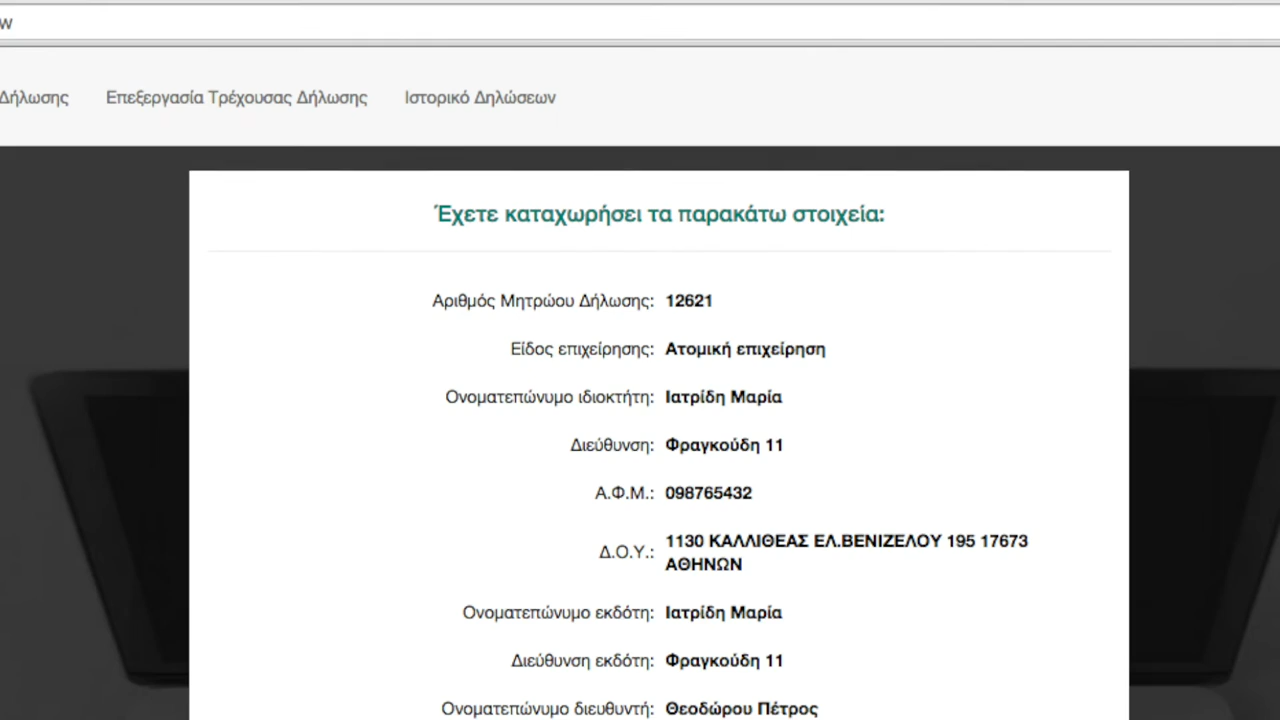 w
Δήλωσης Επεξεργασία Τρέχουσας Δήλωσης Ιστορικό Δηλώσεων
Έχετε καταχωρήσει τα παρακάτω στοιχεία:
Αριθμός Μητρώου Δήλωσης: 12621
Είδος επιχείρησης: Ατομική επιχείρηση
Ονοματεπώνυμο ιδιοκτήτη: Ιατρίδη Μαρία
Διεύθυνση: Φραγκούδη 11
Α.Φ.Μ.: 098765432
Δ.Ο.Υ.: 1130 ΚΑΛΛΙΘΕΑΣ ΕΛ.ΒΕΝΙΖΕΛΟΥ 195 17673
ΑΘΗΝΩΝ
Ονοματεπώνυμο εκδότη: Ιατρίδη Μαρία
Διεύθυνση εκδότη: Φραγκούδη 11
Ονοματεπώνυμο διευθυντή: Θεοδώρου Πέτρος